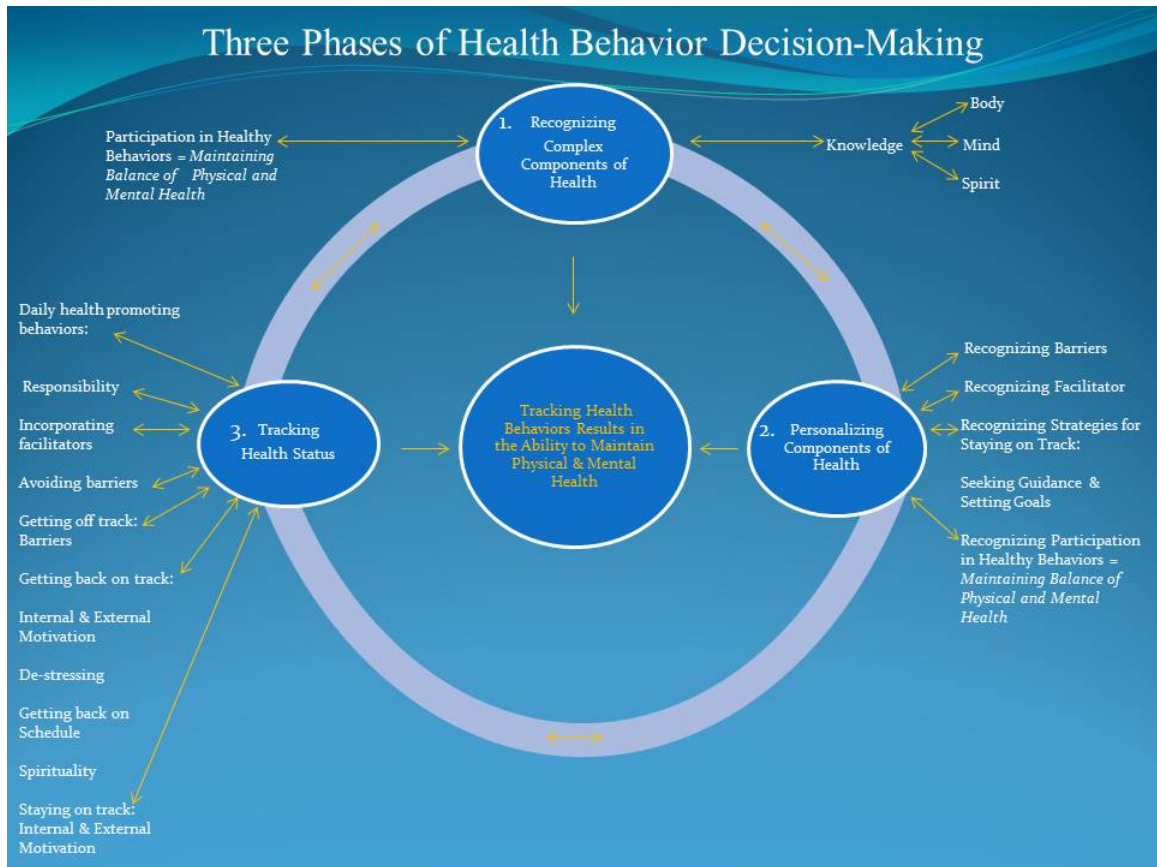 Three Phases of Health Behavior Decision-Making
1. Recognizing
Complex
Components of
Health
Participation in Healthy
Behaviors = Maintaining
Balance of Physical and
Mental Health
Knowledge
Body
Mind
Spirit
Daily health promoting
behaviors:
Responsibility
Incorporating
facilitators
Avoiding barriers
Getting off track:
Barriers
Getting back on track:
Internal & External
Motivation
De-stressing
Getting back on
Schedule
Spirituality
Staying on track:
Internal & External
Motivation
3. Tracking
Health Status
Tracking Health
Behaviors Results in
the Ability to Maintain
Physical & Mental
Health
2. Personalizing
Components of
Health
Recognizing Barriers
Recognizing Facilitator
Recognizing Strategies for
Staying on Track:
Seeking Guidance &
Setting Goals
Recognizing Participation
in Healthy Behaviors =
Maintaining Balance of
Physical and Mental
Health